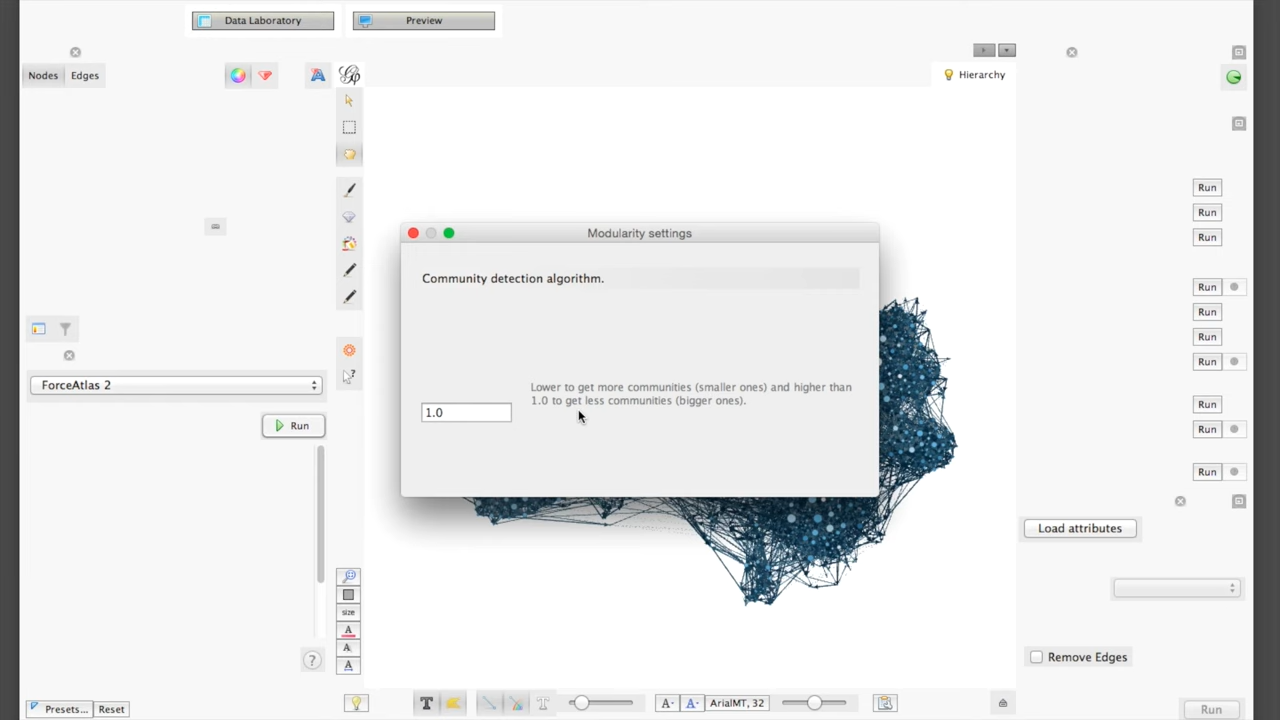 Data Laboratory
Preview
Nodes
Edges
Hierarchy
Run
Run
Run
Modularity settings
Community detection algorithm.
Run
Run
Run
Run
ForceAtlas 2
Lower to get more communities (smaller ones) and higher than
1.0 to get less communities (bigger ones).
1.0
Run
Run
Run
Run
Load attributes
size
A
A
A
?
Remove Edges
Presets...
Reset
T
T
A-
A-
ArialMT, 32
Run